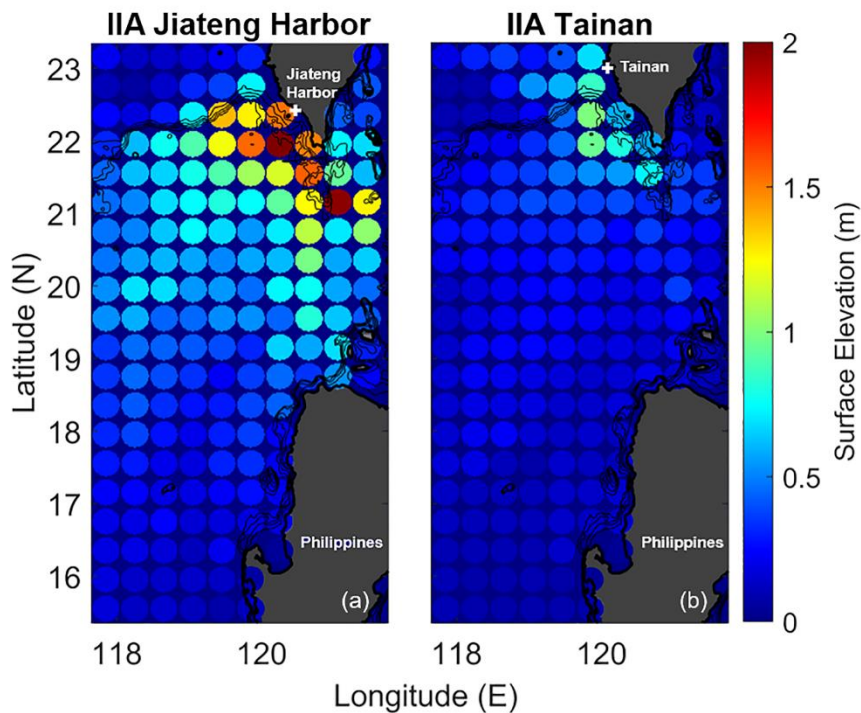 IIA Jiateng Harbor
IIA Tainan
23
22
21
20
19
18
17
16
Latitude (N)
Jiateng
Harbor
Philippines
(a)
Tainan
Philippines
(b)
2
1.5
1
0.5
0
Surface Elevation (m)
118
120
118
120
Longitude (E)